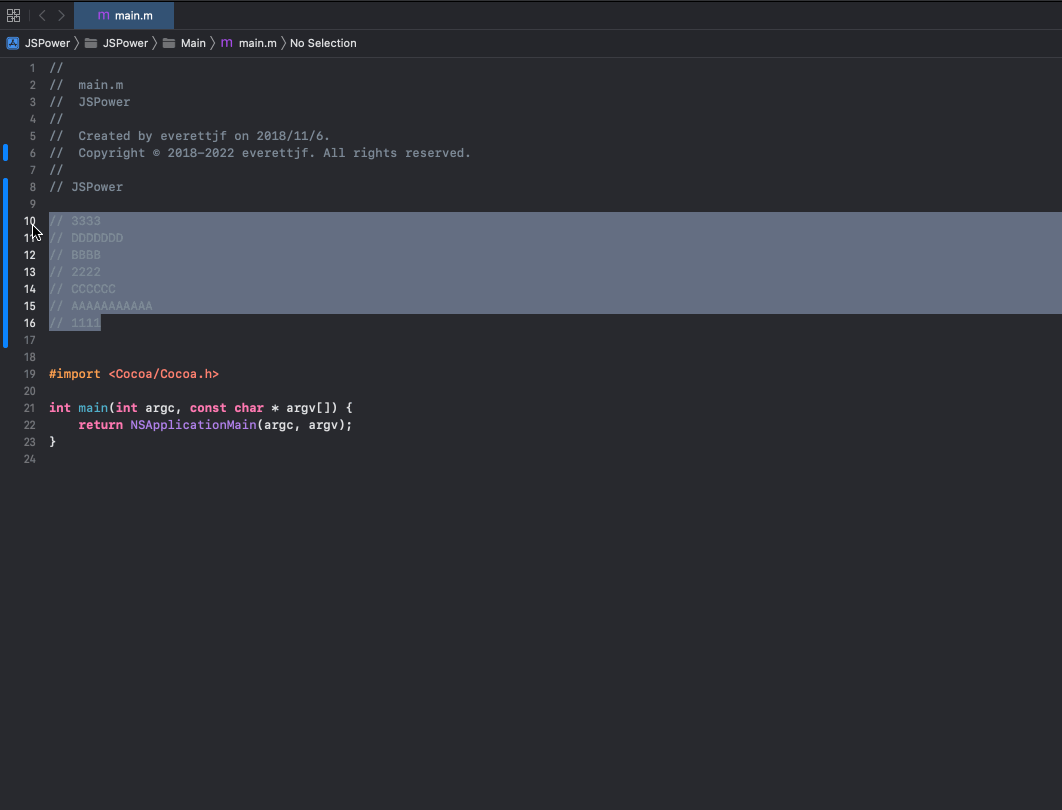 main.m
JSPower 〉 JSPower 〉 Main 〉 m main.m 〉 No Selection
1 //
2 //  main.m
3 //  JSPower
4 //
5 //  Created by everettjf on 2018/11/6.
6 //  Copyright © 2018-2022 everettjf. All rights reserved.
7 //
8 // JSPower
9
10 // 3333
11 // DDDDDDD
12 // BBBB
13 // 2222
14 // CCCCCC
15 // AAAAAAAAAAA
16 // 1111
17
18
19 #import <Cocoa/Cocoa.h>
20
21 int main(int argc, const char * argv[]) {
22     return NSApplicationMain(argc, argv);
23 }
24